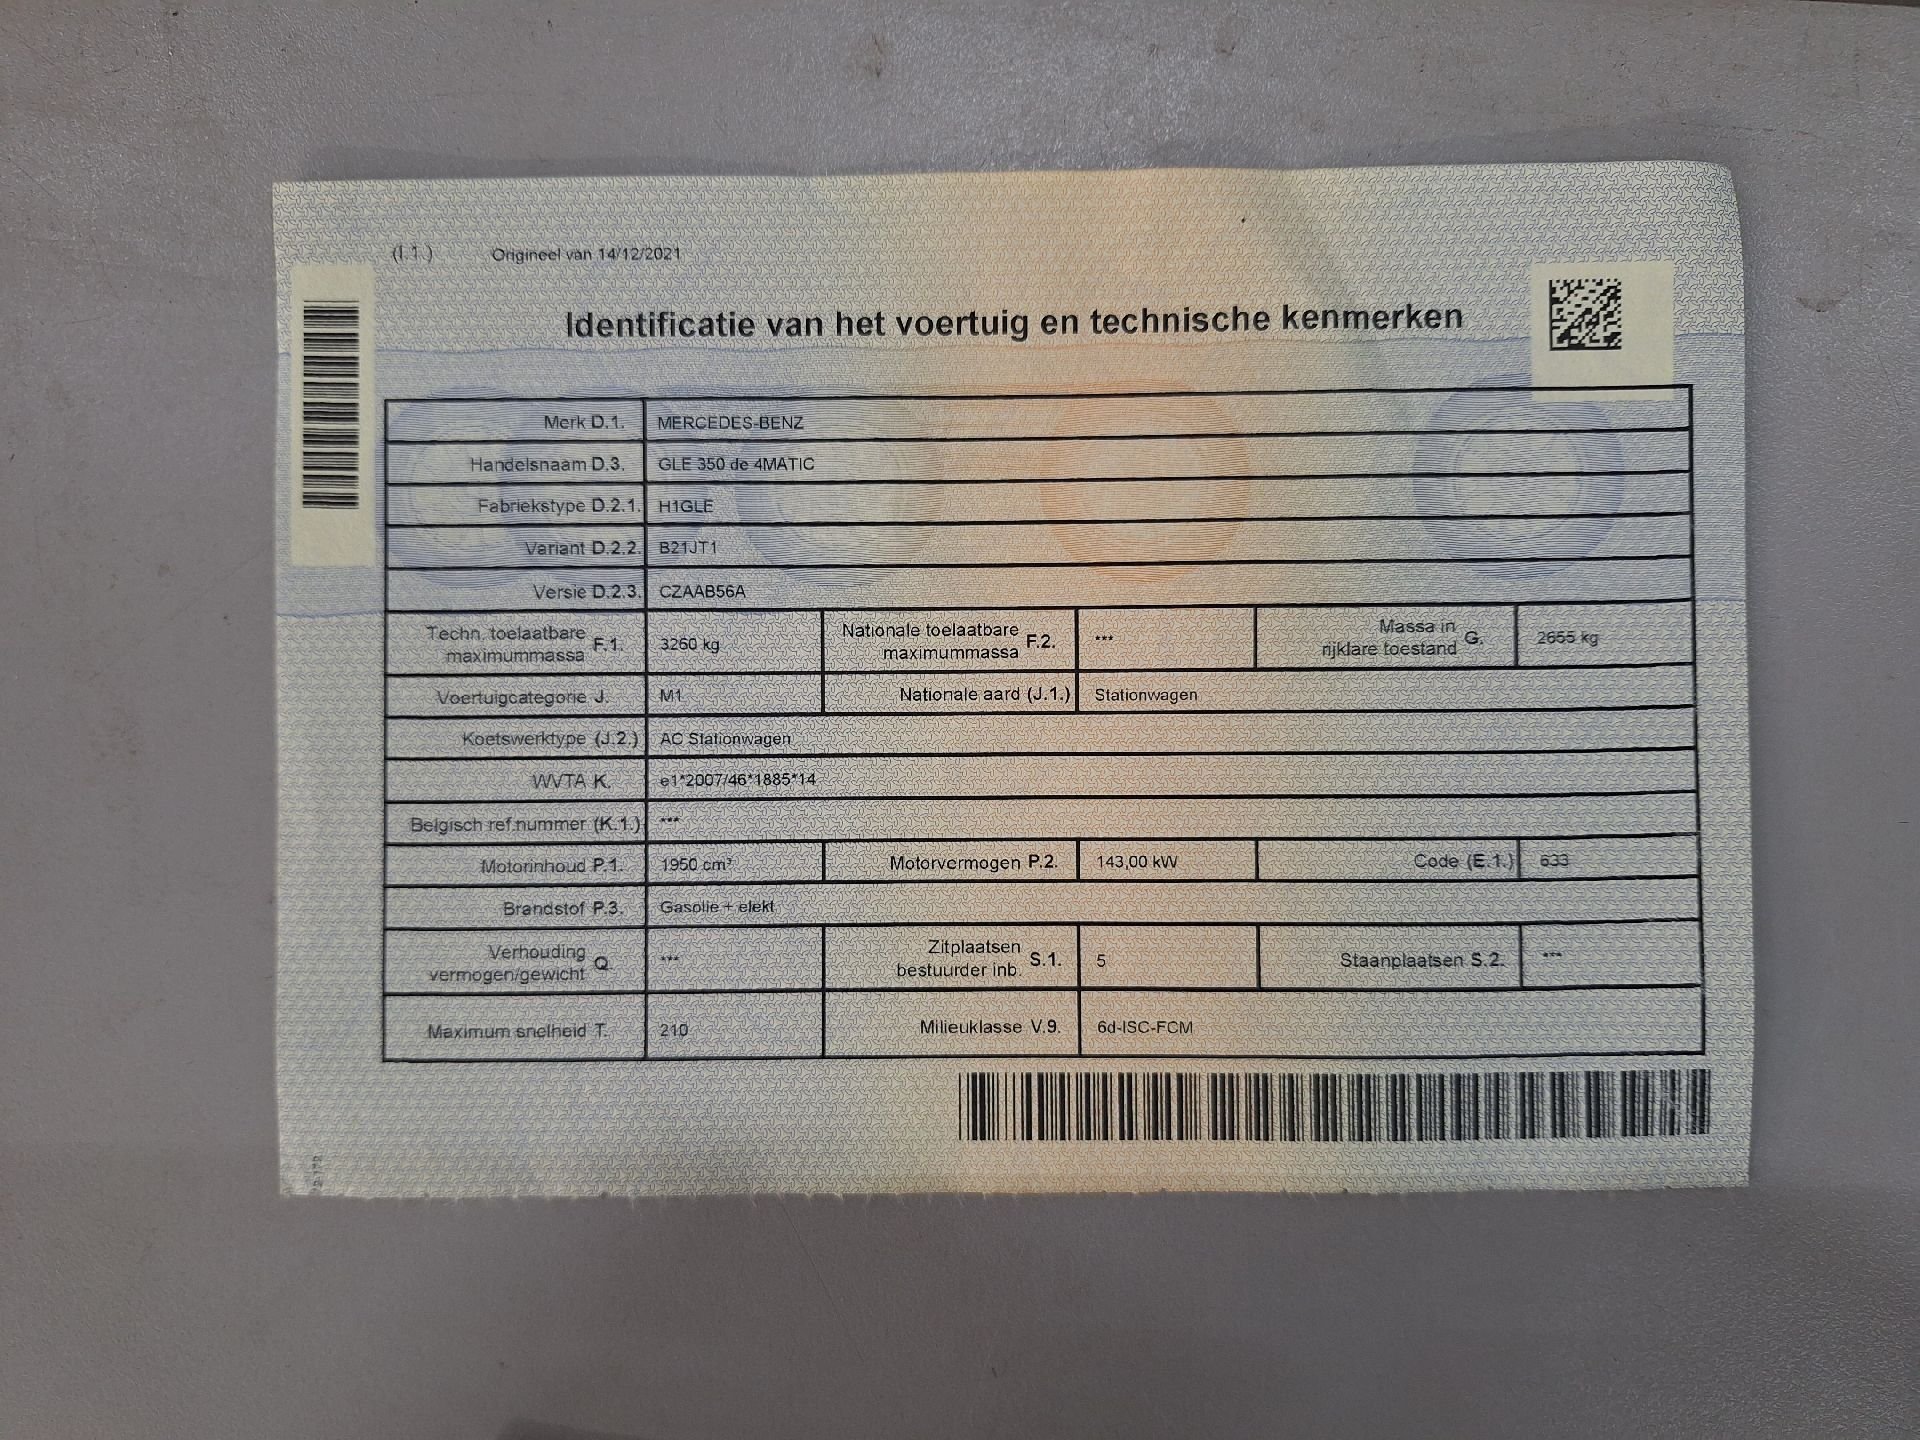 (I.1.) Origineel van 14/12/2021
Identificatie van het voertuig en technische kenmerken
Merk D.1. MERCEDES-BENZ
Handelsnaam D.3. GLE 350 de 4MATIC
Fabriekstype D.2.1. H1GLE
Variant D.2.2. B21JT1
Versie D.2.3. CZAAB56A
Techn. toelaatbare maximummassa F.1. 3260 kg Nationale toelaatbare maximummassa F.2. *** Massa in rijklare toestand G. 2655 kg
Voertuigcategorie J. M1 Nationale aard (J.1.) Stationwagen
Koetswerktype (J.2.) AC Stationwagen
WVTA K. e1*2007/46*1885*14
Belgisch ref.nummer (K.1.) ***
Motorinhoud P.1. 1950 cm³ Motorvermogen P.2. 143,00 kW Code (E.1.) 633
Brandstof P.3. Gasolie + elekt
Verhouding vermogen/gewicht Q *** Zitplaatsen bestuurder inb. S.1. 5 Staanplaatsen S.2. ***
Maximum snelheid T. 210 Milieuklasse V.9. 6d-ISC-FCM